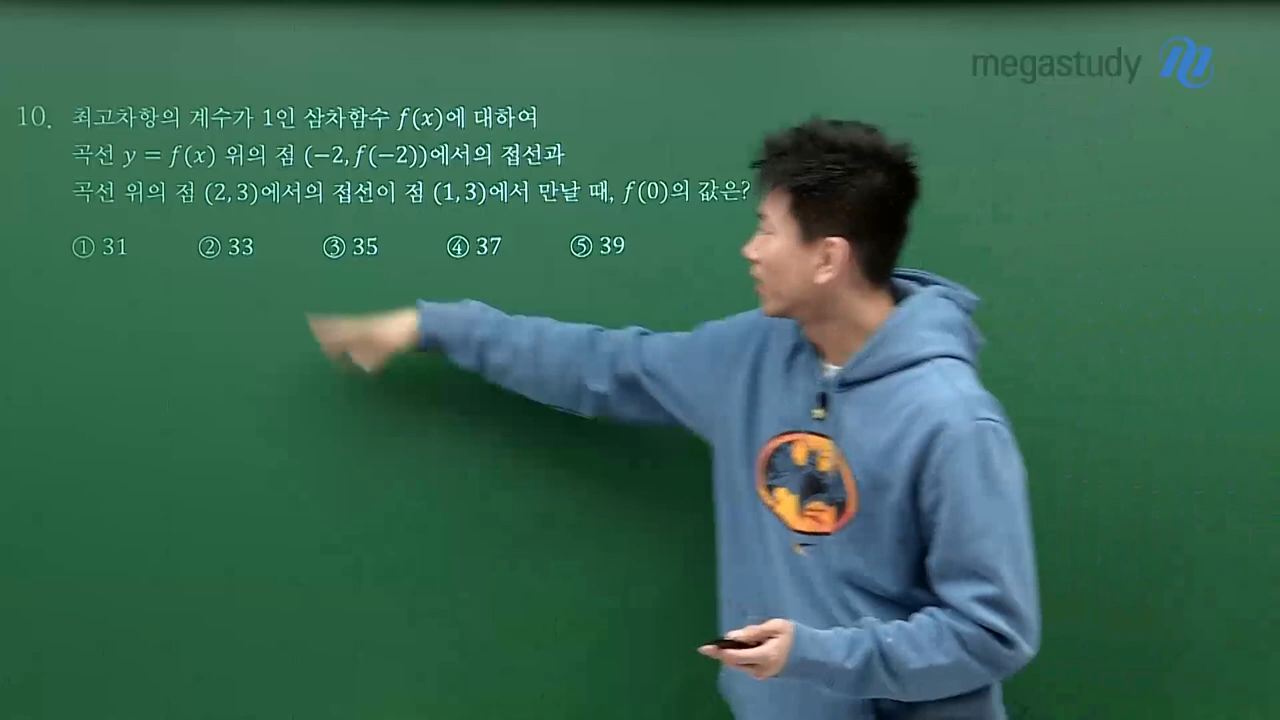 megastudy
10. 최고차항의 계수가 1인 삼차함수 f(x)에 대하여
곡선 y = f(x) 위의 점 (−2, f(−2))에서의 접선과
곡선 위의 점 (2, 3)에서의 접선이 점 (1, 3)에서 만날 때, f(0)의 값은?
① 31 ② 33 ③ 35 ④ 37 ⑤ 39